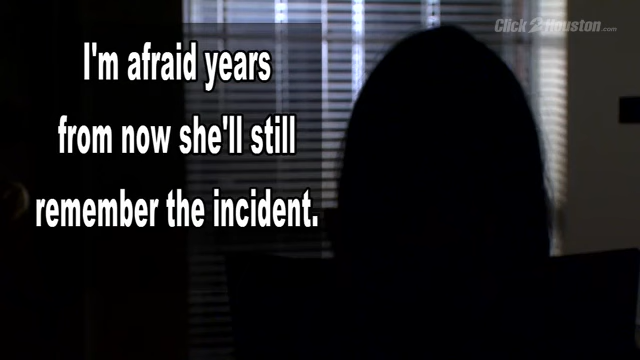 Click2Houston.com
I'm afraid years
from now she'll still
remember the incident.